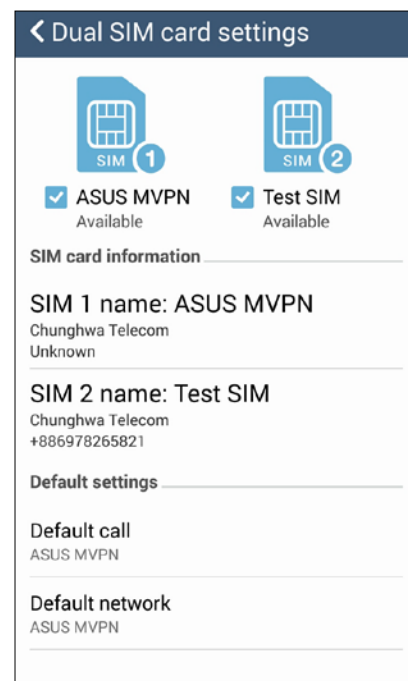 Dual SIM card settings
SIM 1
SIM 2
ASUS MVPN
Test SIM
Available
Available
SIM card information
SIM 1 name: ASUS MVPN
Chunghwa Telecom
Unknown
SIM 2 name: Test SIM
Chunghwa Telecom
+886978265821
Default settings
Default call
ASUS MVPN
Default network
ASUS MVPN